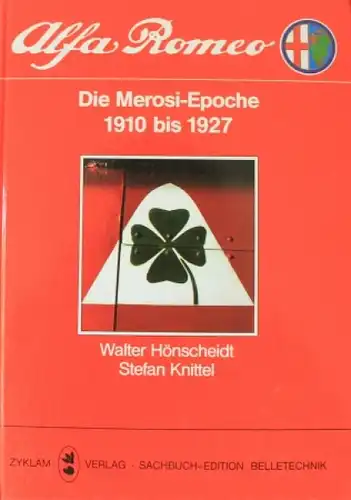 Alfa Romeo
Die Merosi-Epoche
1910 bis 1927
Walter Hönscheidt
Stefan Knittel
ZYKLAM VERLAG · SACHBUCH-EDITION BELLETECHNIK